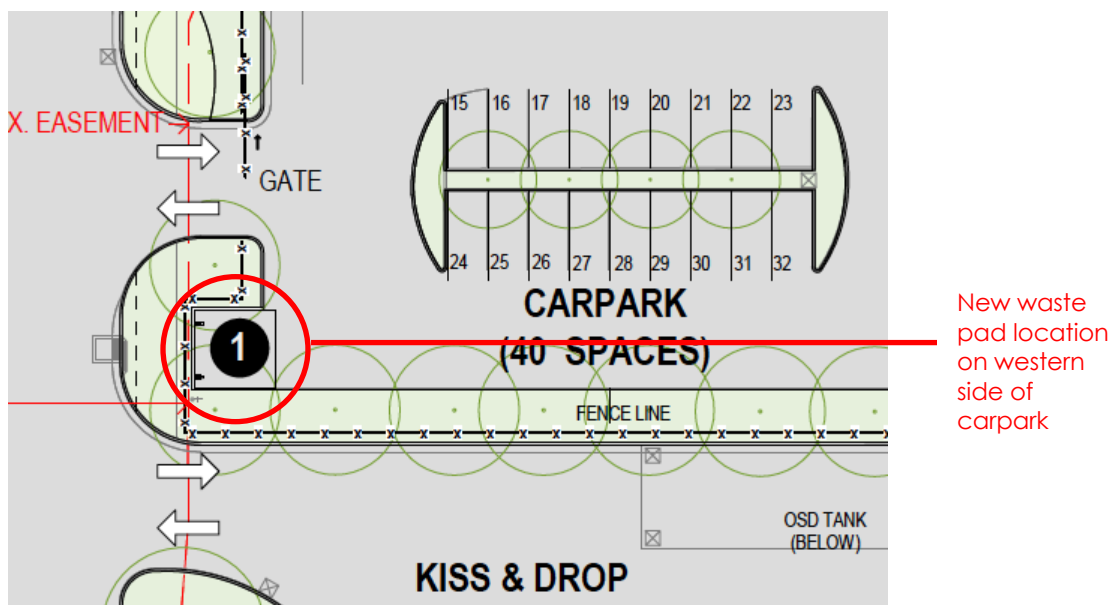 X. EASEMENT
GATE
15 16 17 18 19 20 21 22 23
24 25 26 27 28 29 30 31 32
CARPARK
(40 SPACES)
1
New waste
pad location
on western
side of
carpark
FENCE LINE
OSD TANK
(BELOW)
KISS & DROP